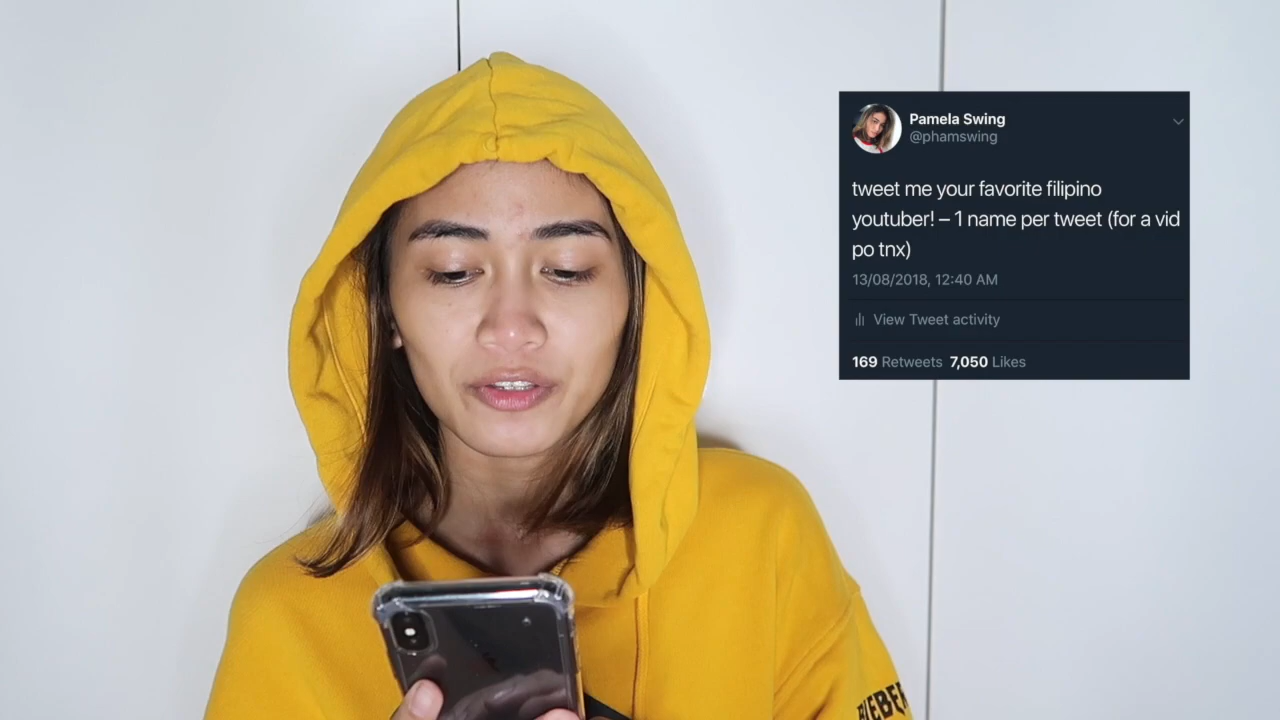 Pamela Swing
@phamswing
tweet me your favorite filipino
youtuber! – 1 name per tweet (for a vid
po tnx)
13/08/2018, 12:40 AM
View Tweet activity
169 Retweets 7,050 Likes
BIEBER